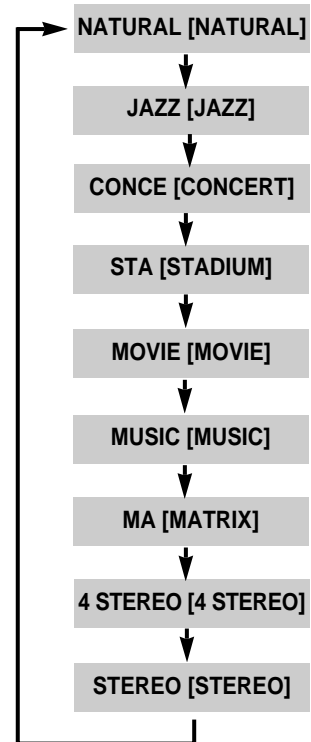 NATURAL [NATURAL]
JAZZ [JAZZ]
CONCE [CONCERT]
STA [STADIUM]
MOVIE [MOVIE]
MUSIC [MUSIC]
MA [MATRIX]
4 STEREO [4 STEREO]
STEREO [STEREO]